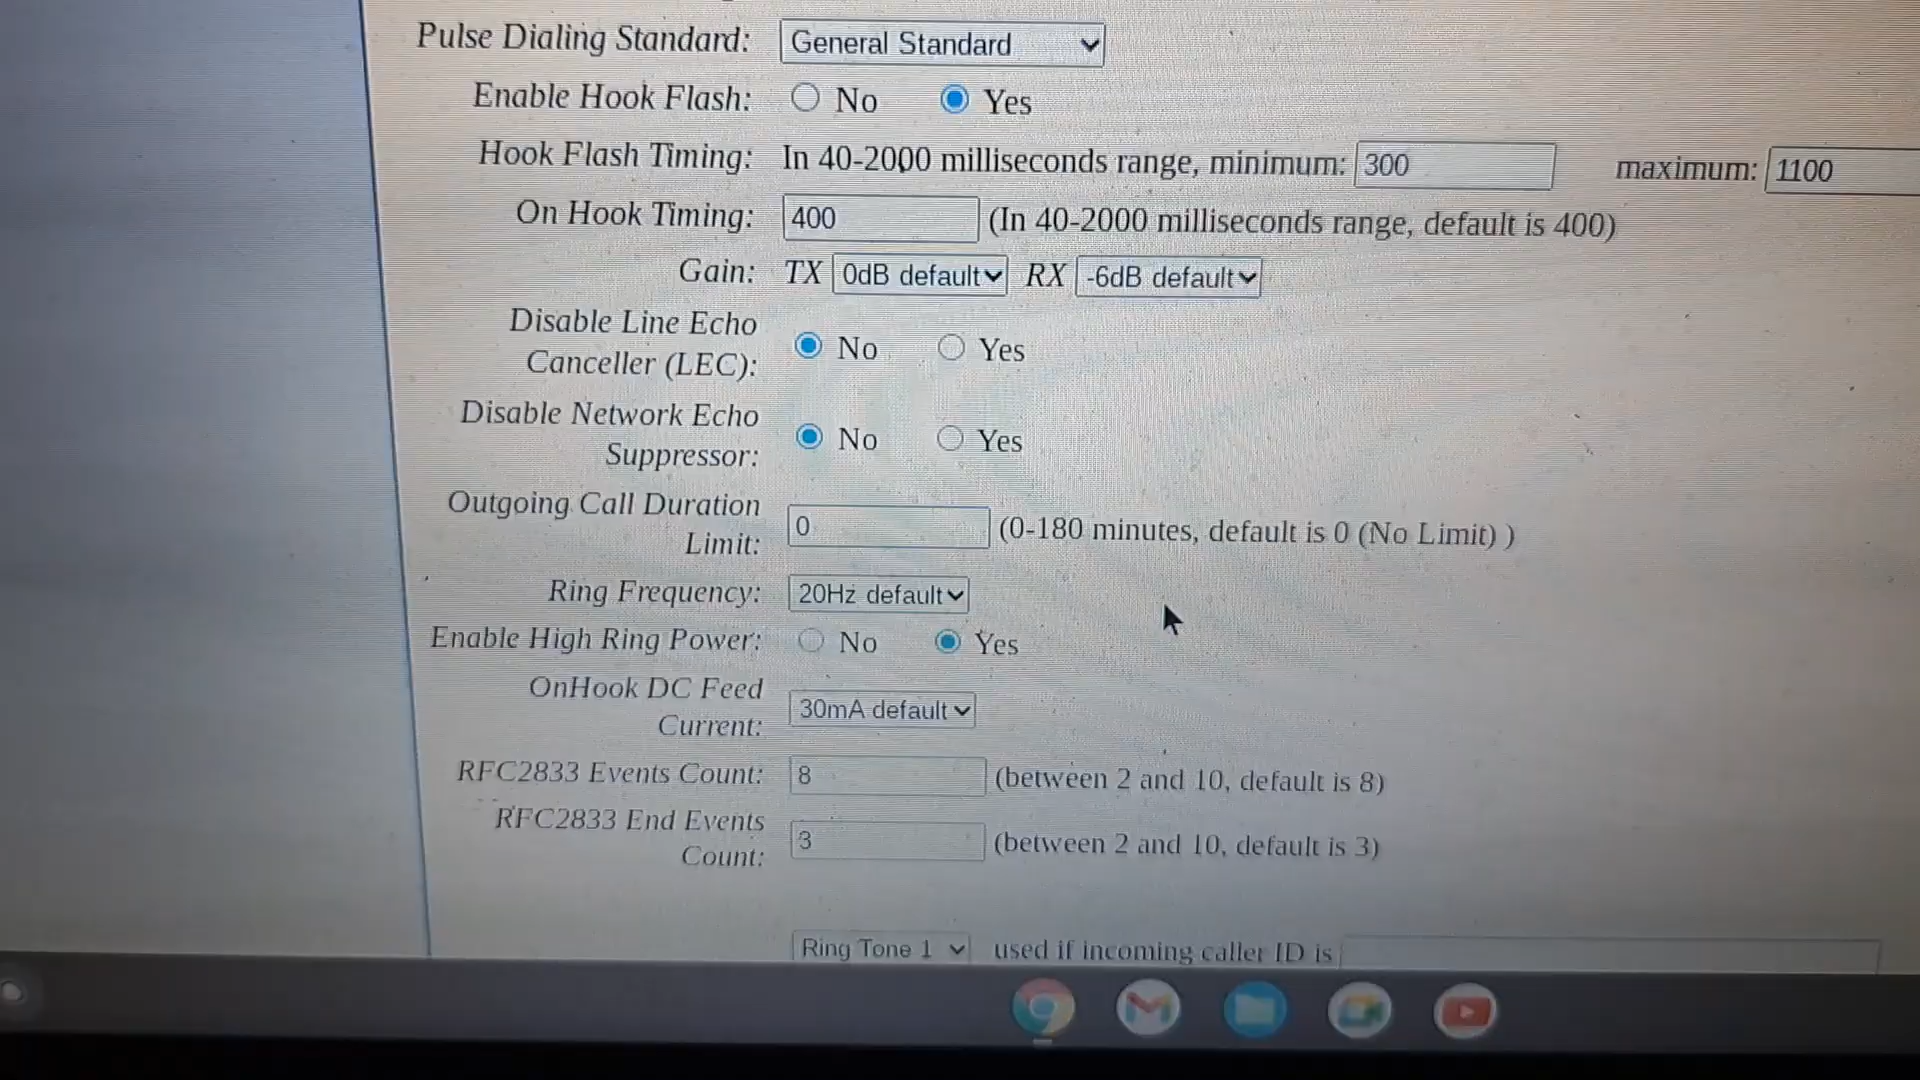 Pulse Dialing Standard: General Standard
Enable Hook Flash: No Yes
Hook Flash Timing: In 40-2000 milliseconds range, minimum: 300 maximum: 1100
On Hook Timing: 400 (In 40-2000 milliseconds range, default is 400)
Gain: TX 0dB default RX -6dB default
Disable Line Echo
Canceller (LEC): No Yes
Disable Network Echo
Suppressor: No Yes
Outgoing Call Duration
Limit: 0 (0-180 minutes, default is 0 (No Limit) )
Ring Frequency: 20Hz default
Enable High Ring Power: No Yes
OnHook DC Feed
Current: 30mA default
RFC2833 Events Count: 8 (between 2 and 10, default is 8)
RFC2833 End Events
Count: 3 (between 2 and 10, default is 3)
Ring Tone 1 used if incoming caller ID is